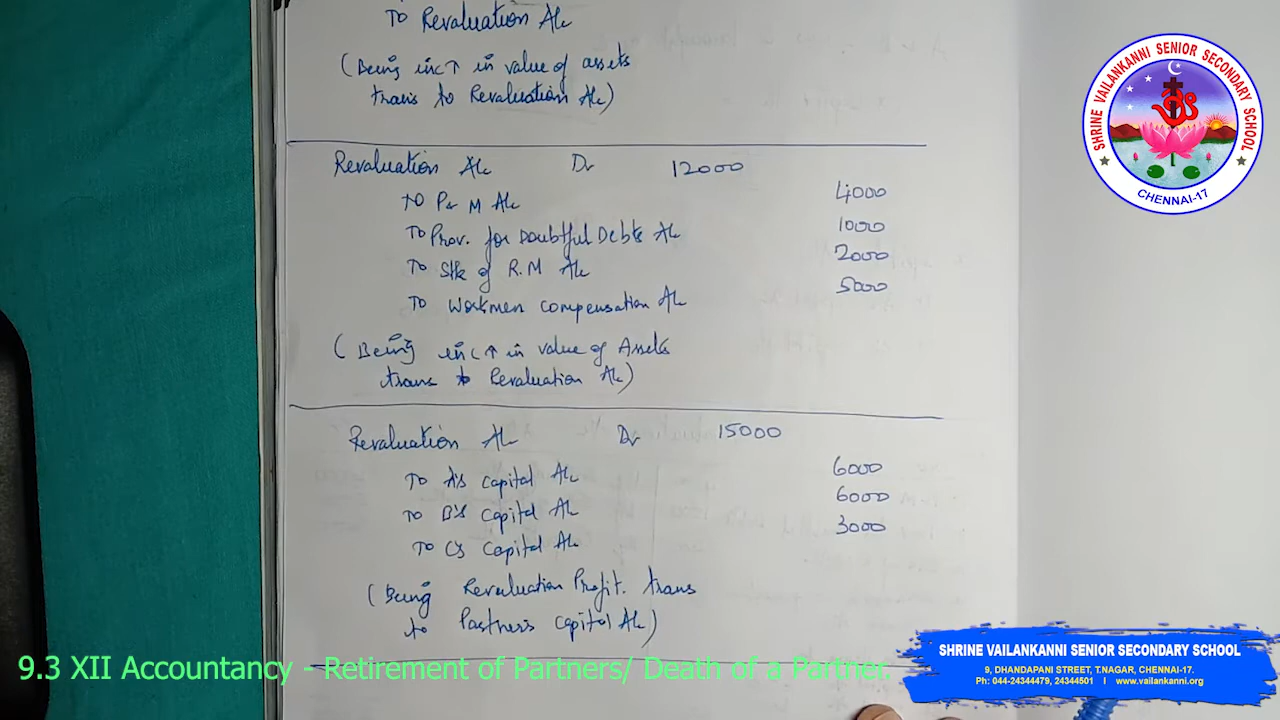 To Revaluation A/c
(Being inc↑ in value of assets
trans to Revaluation A/c)
Revaluation A/c Dr 12000
To P& M A/c 4000
To Prov. for Doubtful Debts A/c 1000
To Stk of R.M A/c 2000
To Workmen compensation A/c 5000
(Being inc↑ in value of Assets
trans to Revaluation A/c)
Revaluation A/c Dr 15000
To A's Capital A/c 6000
To B's Capital A/c 6000
To C's Capital A/c 3000
(Being Revaluation Profit. trans
to Partner's Capital A/c)
9.3 XII Accountancy - Retirement of Partners/ Death of a Partner.
SHRINE VAILANKANNI SENIOR SECONDARY SCHOOL
CHENNAI-17
SHRINE VAILANKANNI SENIOR SECONDARY SCHOOL
9, DHANDAPANI STREET, T.NAGAR, CHENNAI-17.
Ph: 044-24344479, 24344501 I www.vailankanni.org